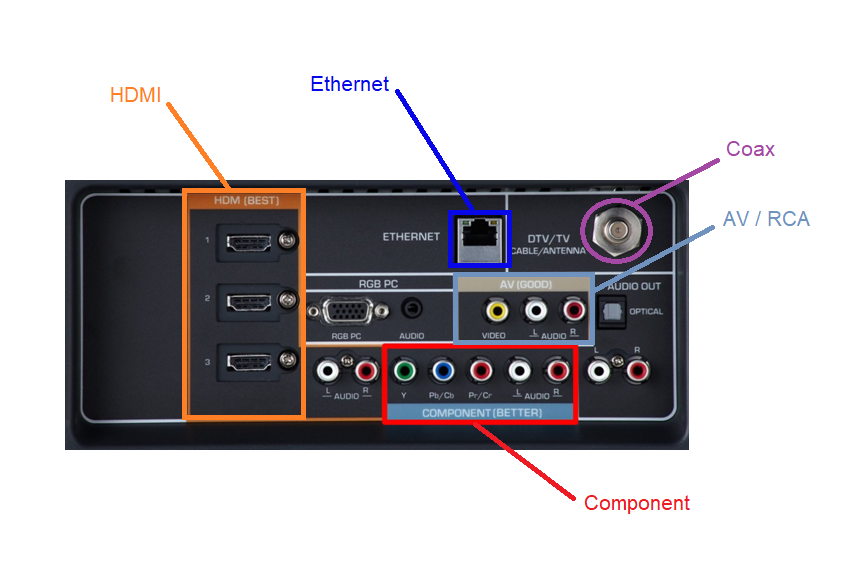 Ethernet
HDMI
Coax
AV / RCA
HDM (BEST)
1
ETHERNET
DTV/TV
CABLE/ANTENNA
2
RGB PC
AV (GOOD)
AUDIO OUT
OPTICAL
RGB PC
AUDIO
VIDEO
L AUDIO R
3
L AUDIO R
Y
Pb/Cb
Pr/Cr
L AUDIO R
L
R
COMPONENT (BETTER)
Component